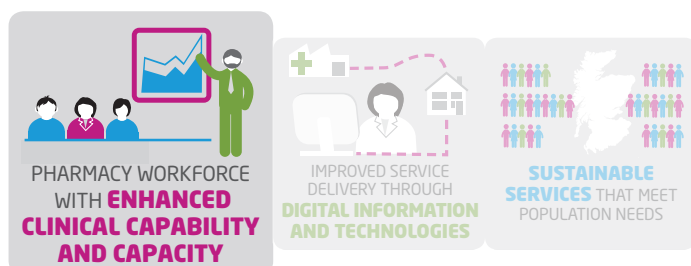 PHARMACY WORKFORCE
WITH ENHANCED
CLINICAL CAPABILITY
AND CAPACITY
IMPROVED SERVICE
DELIVERY THROUGH
DIGITAL INFORMATION
AND TECHNOLOGIES
SUSTAINABLE
SERVICES THAT MEET
POPULATION NEEDS